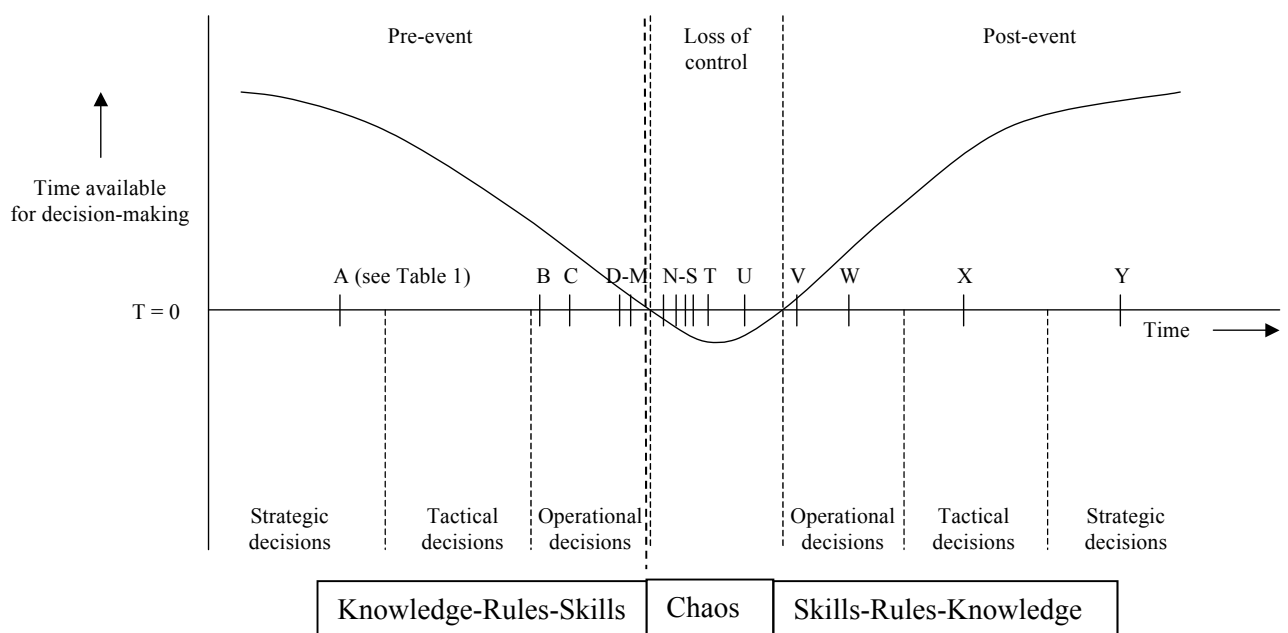 Pre-event
Loss of
control
Post-event
Time available
for decision-making
A (see Table 1)
B
C
D-M
N-S
T
U
V
W
X
Y
T = 0
Time
Strategic
decisions
Tactical
decisions
Operational
decisions
Operational
decisions
Tactical
decisions
Strategic
decisions
Knowledge-Rules-Skills
Chaos
Skills-Rules-Knowledge